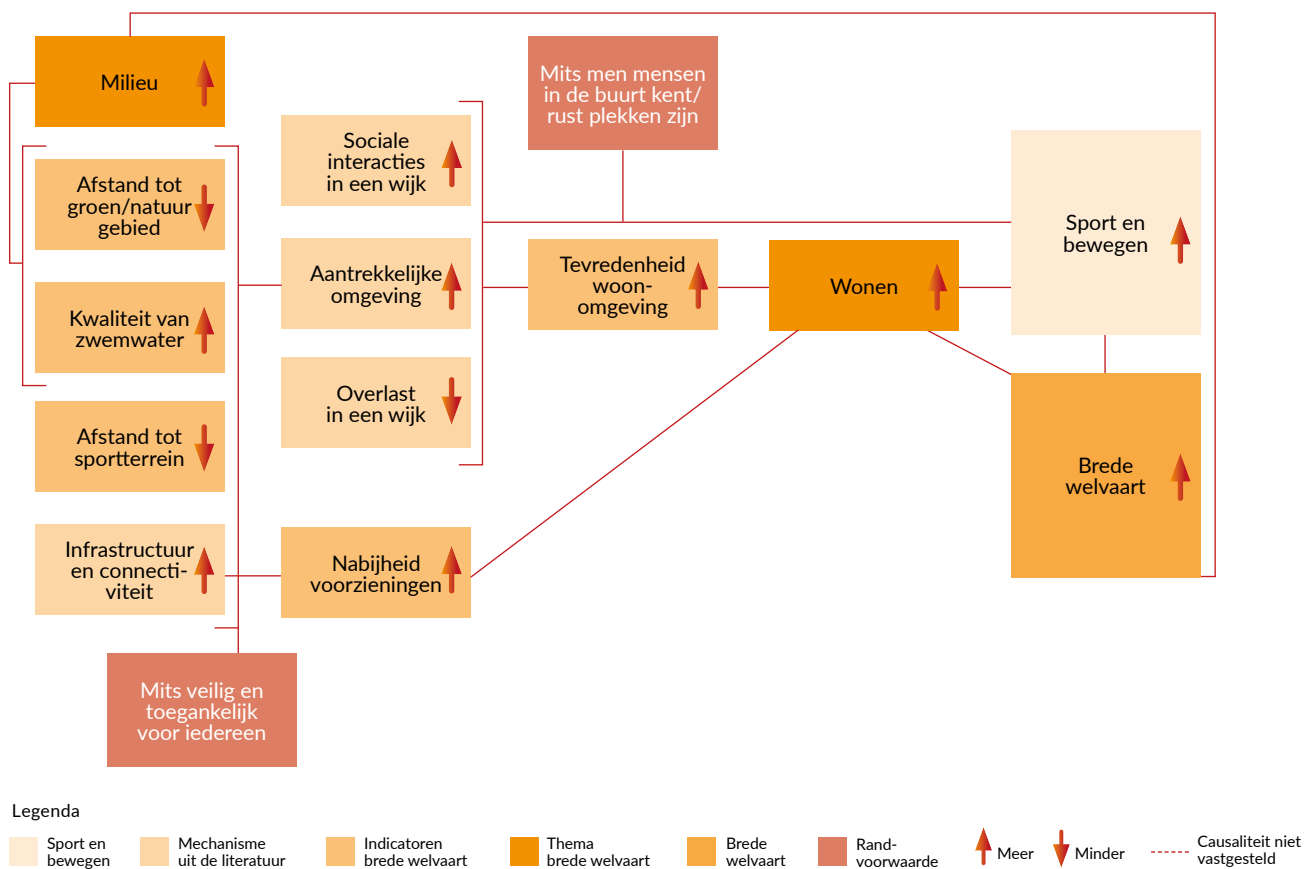 Milieu
Afstand tot
groen/natuur
gebied
Kwaliteit van
zwemwater
Afstand tot
sportterrein
Infrastructuur
en connecti-
viteit
Mits veilig en
toegankelijk
voor iedereen
Sociale
interacties
in een wijk
Aantrekkelijke
omgeving
Overlast
in een wijk
Nabijheid
voorzieningen
Mits men mensen
in de buurt kent/
rust plekken zijn
Tevredenheid
woon-
omgeving
Wonen
Sport en
bewegen
Brede
welvaart
Legenda
Sport en
bewegen
Mechanisme
uit de literatuur
Indicatoren
brede welvaart
Thema
brede welvaart
Brede
welvaart
Rand-
voorwaarde
Meer
Minder
Causaliteit niet
vastgesteld